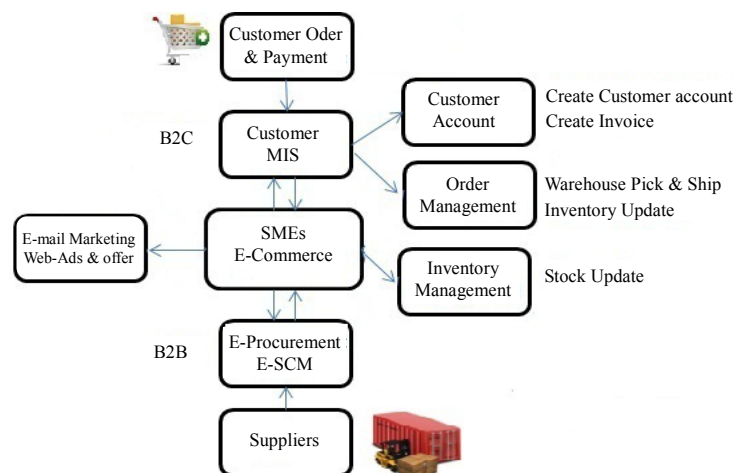 Customer Oder
& Payment
B2C
Customer
MIS
Customer
Account
Create Customer account
Create Invoice
Order
Management
Warehouse Pick & Ship
Inventory Update
E-mail Marketing
Web-Ads & offer
SMEs
E-Commerce
Inventory
Management
Stock Update
B2B
E-Procurement
E-SCM
Suppliers